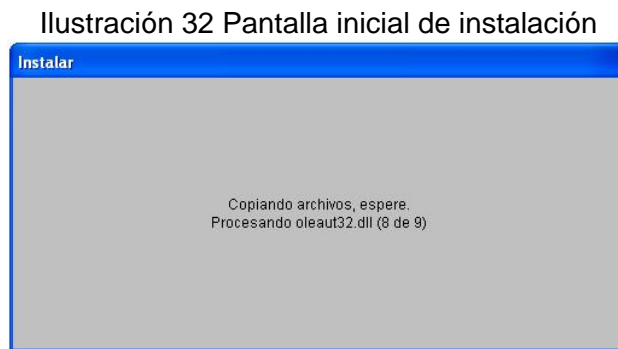 Ilustración 32 Pantalla inicial de instalación
Instalar
Copiando archivos, espere.
Procesando oleaut32.dll (8 de 9)